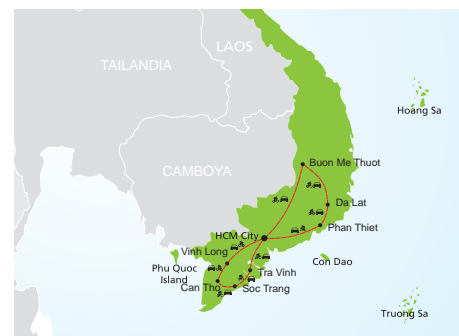 LAOS
TAILANDIA
Hoang Sa
Buon Me Thuot
CAMBOYA
Da Lat
Phan Thiet
HCM City
Vinh Long
Con Dao
Phu Quoc
Island
Tra Vinh
Can Tho
Soc Trang
Truong Sa